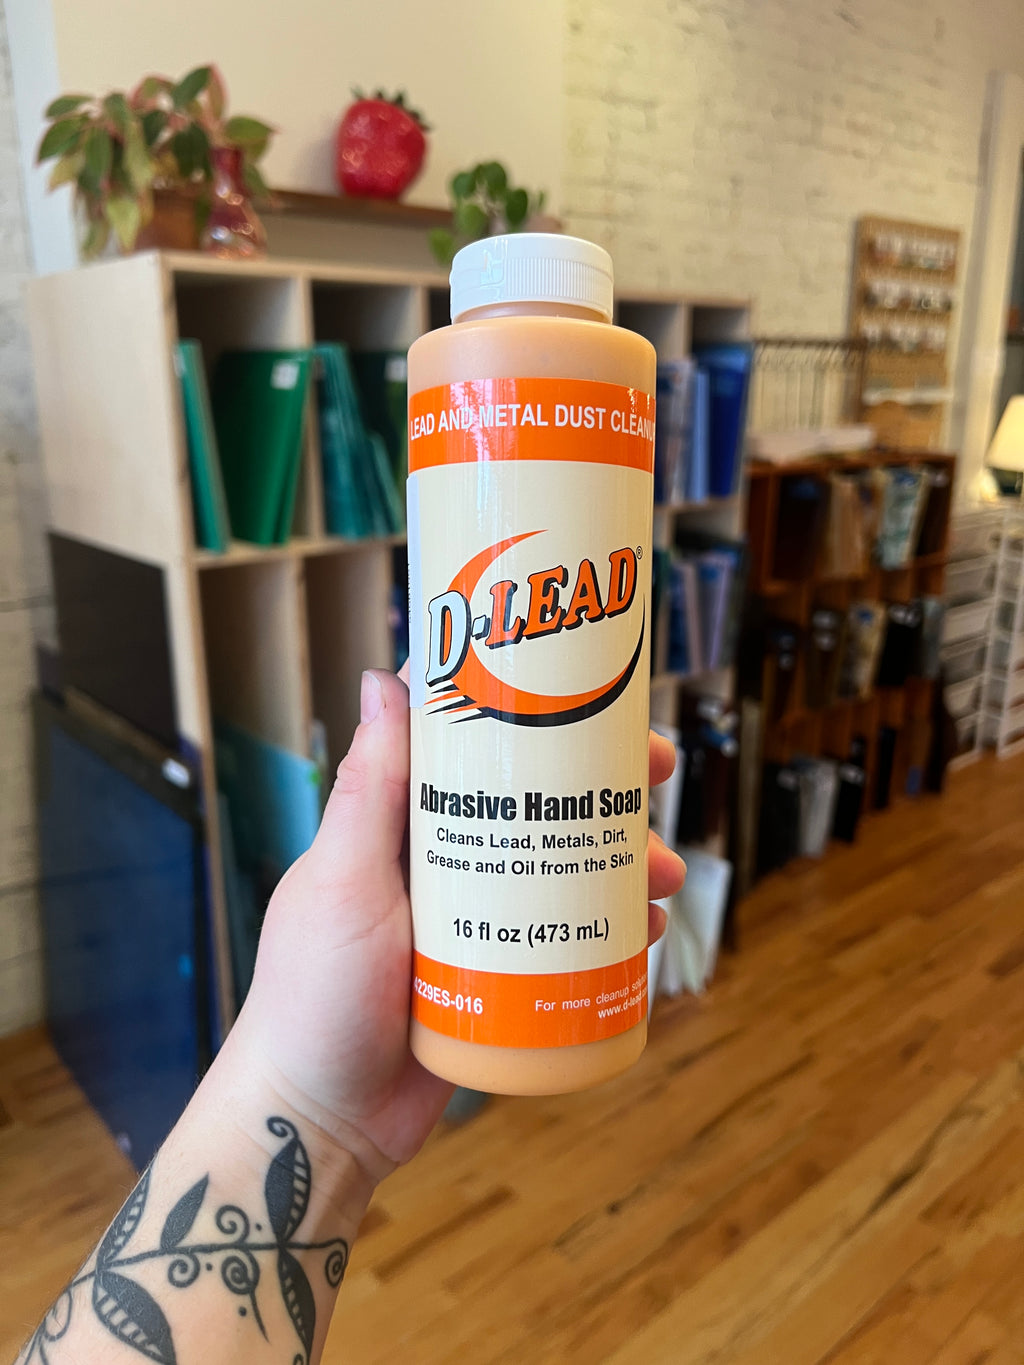 LEAD AND METAL DUST
D-LEAD®
Abrasive Hand Soap
Cleans Lead, Metals, Dirt,
Grease and Oil from the Skin
16 fl oz (473 mL)
229ES-016
For more cleanup
www.d-lead